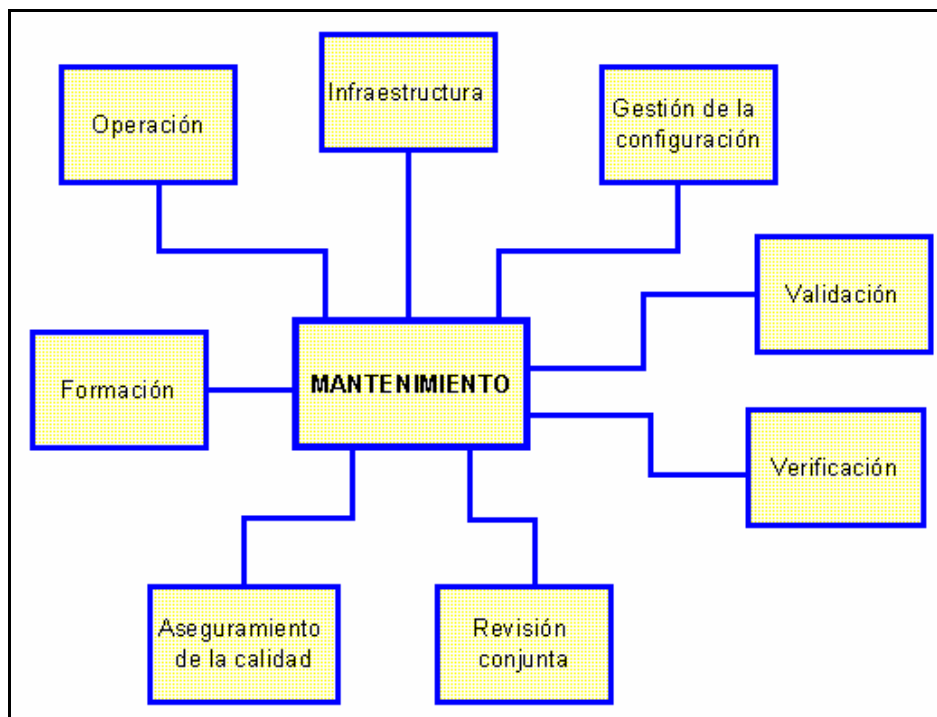 Infraestructura
Operación
Gestión de la
configuración
Validación
MANTENIMIENTO
Formación
Verificación
Aseguramiento
de la calidad
Revisión
conjunta